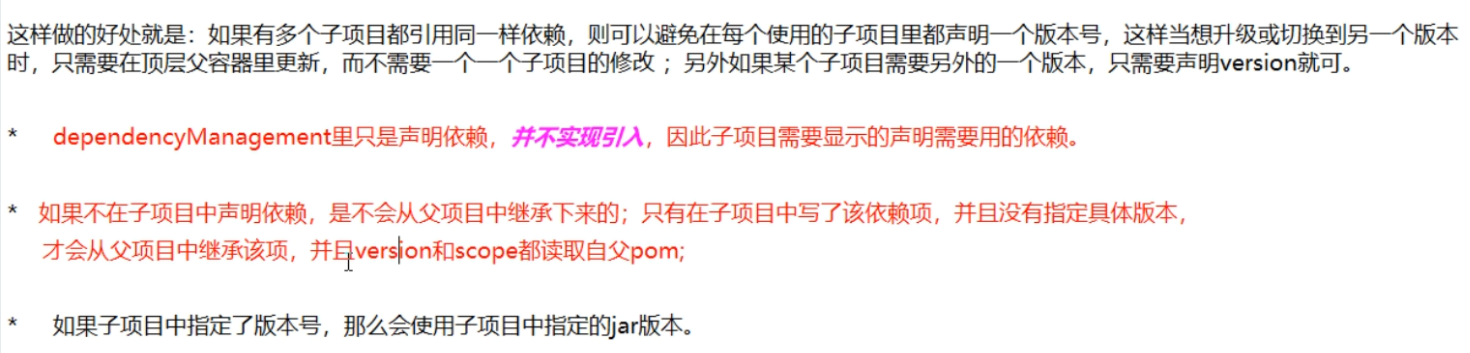 这样做的好处就是：如果有多个子项目都引用同一样依赖，则可以避免在每个使用的子项目里都声明一个版本号，这样当想升级或切换到另一个版本
时，只需要在顶层父容器里更新，而不需要一个一个子项目的修改 ；另外如果某个子项目需要另外的一个版本，只需要声明version就可。
* dependencyManagement里只是声明依赖，并不实现引入，因此子项目需要显示的声明需要用的依赖。
* 如果不在子项目中声明依赖，是不会从父项目中继承下来的；只有在子项目中写了该依赖项，并且没有指定具体版本，
才会从父项目中继承该项，并且version和scope都读取自父pom;
* 如果子项目中指定了版本号，那么会使用子项目中指定的jar版本。